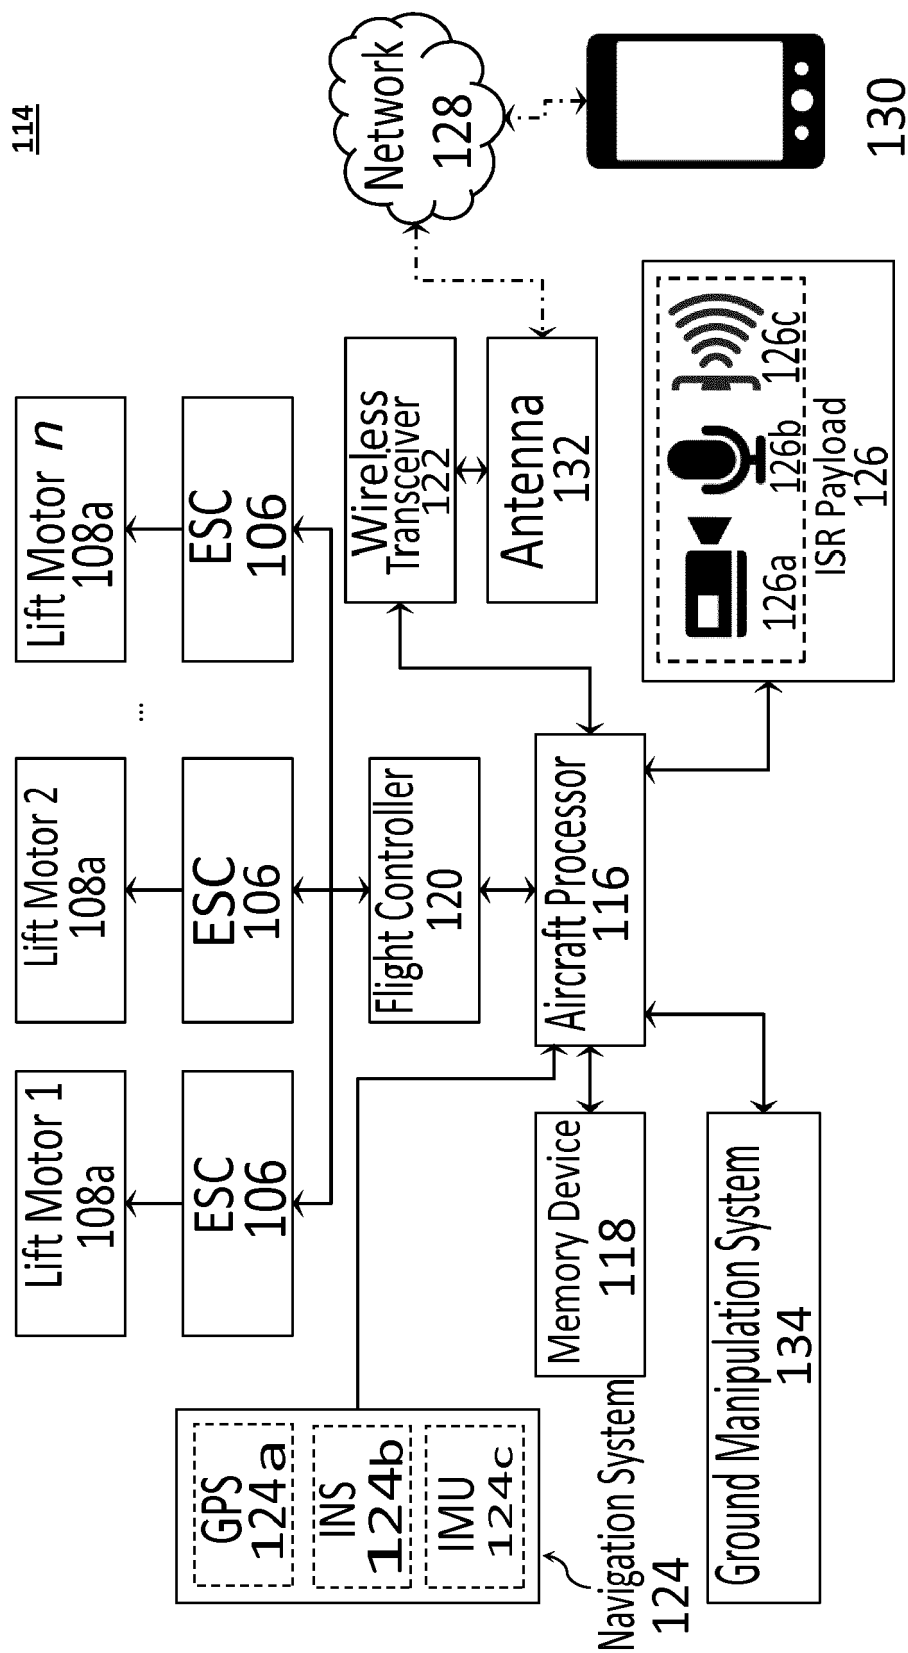 114
Lift Motor 1
108a
Lift Motor 2
108a
...
Lift Motor n
108a
ESC
106
ESC
106
ESC
106
GPS
124a
INS
124b
IMU
124c
Navigation System
124
Flight Controller
120
Wireless
Transceiver
122
Antenna
132
Network
128
130
Memory Device
118
Aircraft Processor
116
126a
126b
126c
ISR Payload
126
Ground Manipulation System
134